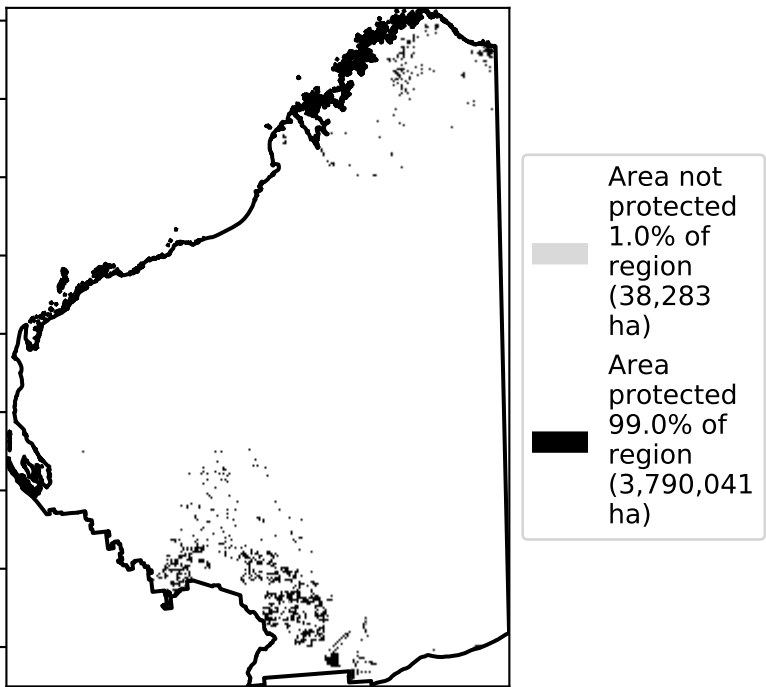 Area not
protected
1.0% of
region
(38,283
ha)
Area
protected
99.0% of
region
(3,790,041
ha)